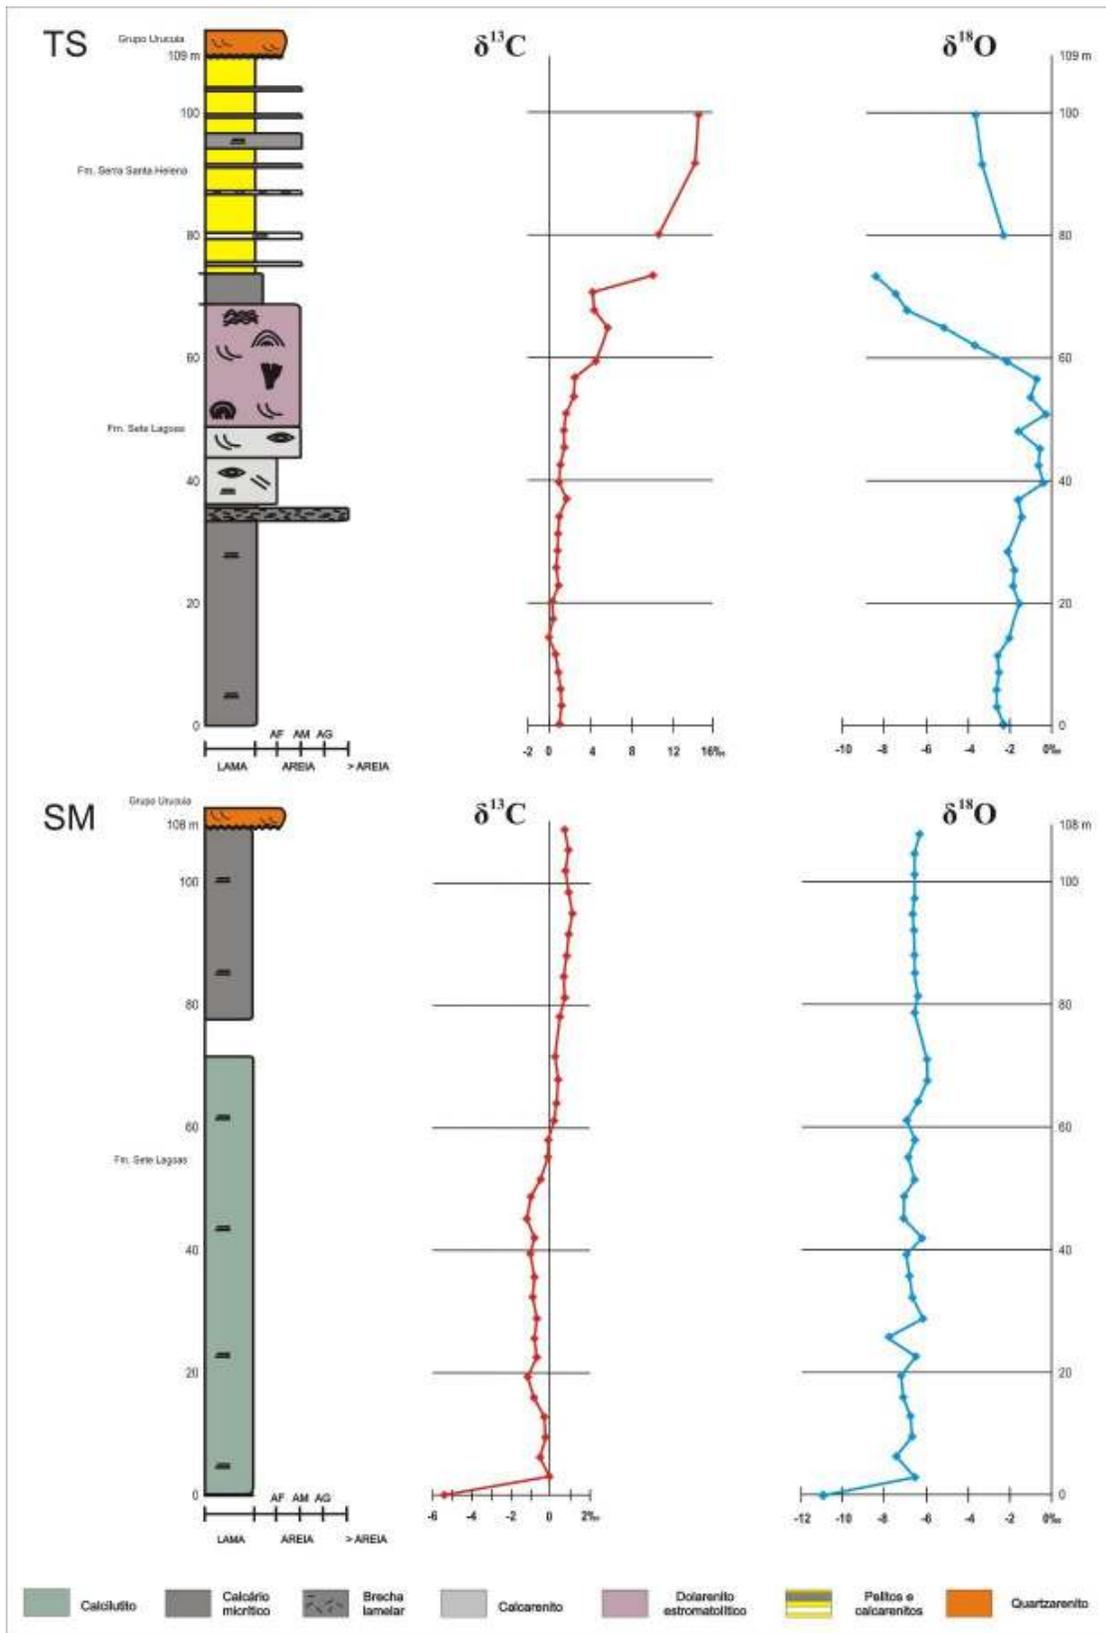 TS
Grupo Urucuia
δ¹³C
δ¹⁸O
109 m
109 m
100
100
Fm. Serra Santa Helena
80
80
60
60
Fm. Sete Lagoas
40
40
20
20
0
0
AF AM AG
LAMA AREIA > AREIA
-2 0 4 8 12 16‰
-10 -8 -6 -4 -2 0‰
SM
Grupo Urucuia
δ¹³C
δ¹⁸O
108 m
108 m
100
100
80
80
60
60
Fm. Sete Lagoas
40
40
20
20
0
0
AF AM AG
LAMA AREIA > AREIA
-6 -4 -2 0 2‰
-12 -10 -8 -6 -4 -2 0‰
Calcilutito
Calcário micrítico
Brecha lamelar
Calcarenito
Dolarenito estromatolítico
Pelitos e calcarenitos
Quartzarenito